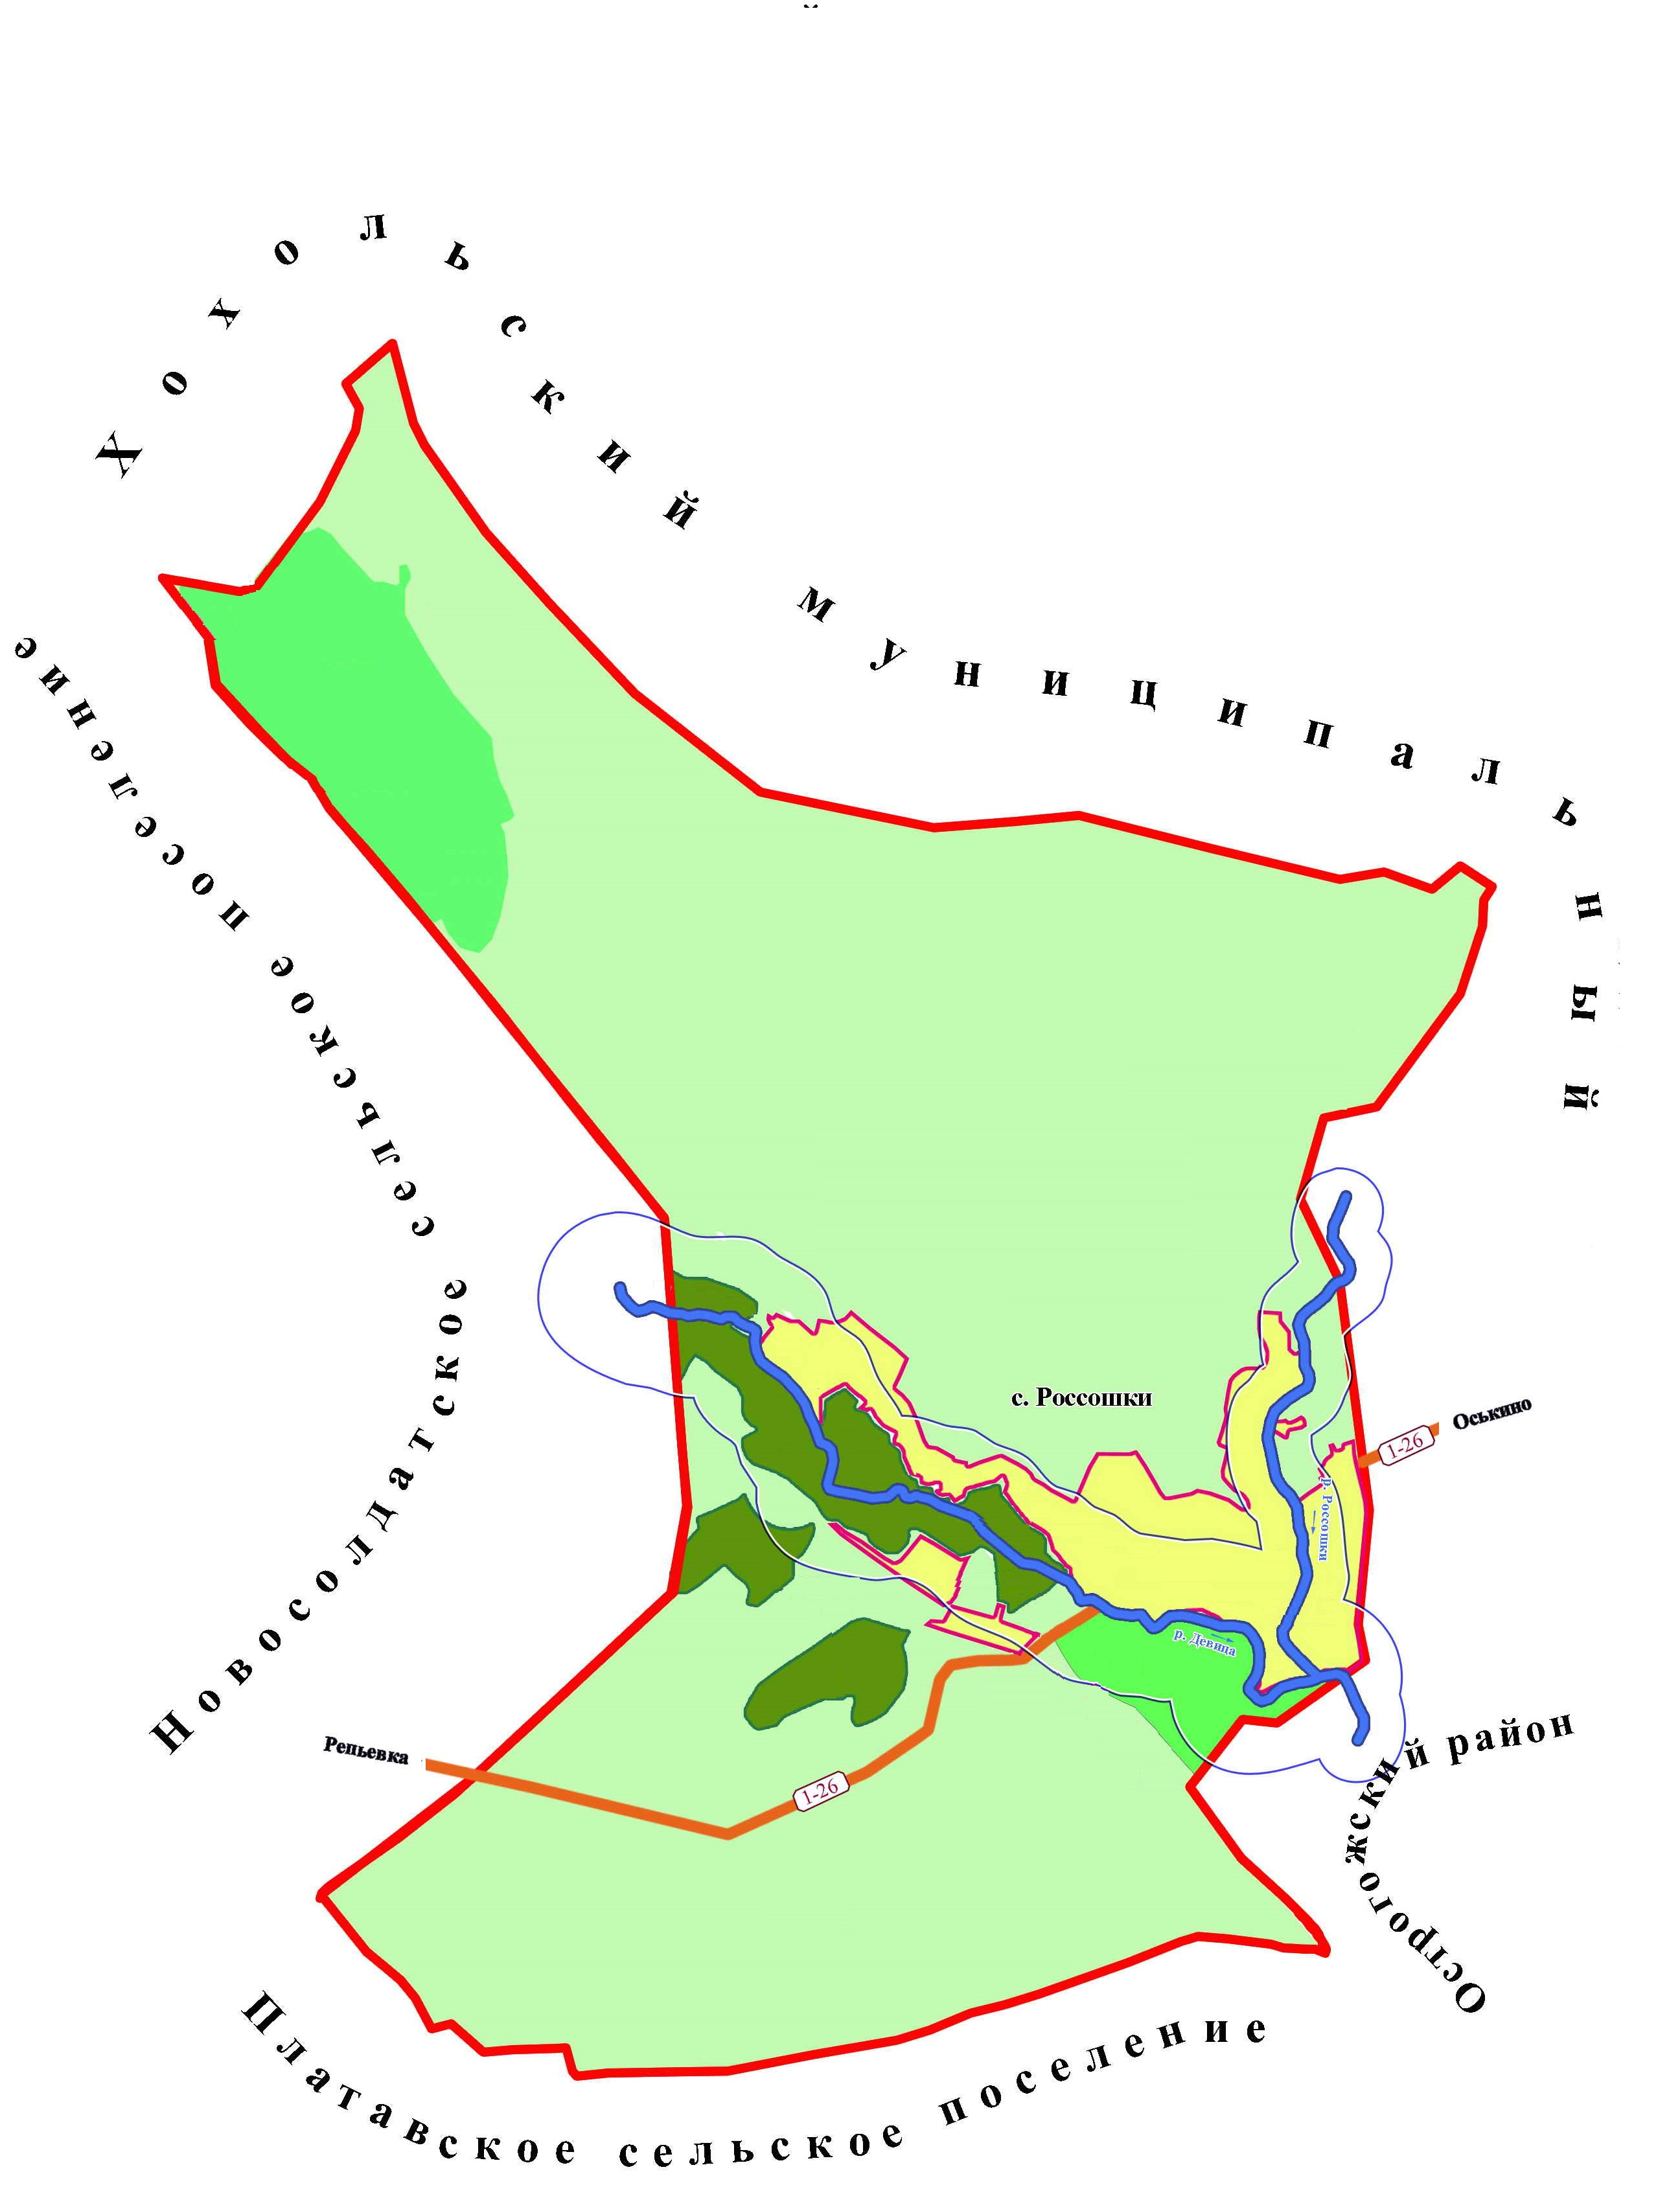 Хохольский муниципальный
Новосолдатское сельское поселение
с. Россошки
Оськино
1-26
р. Россошки
р. Девица
Репьевка
1-26
Острогожский район
Платавское сельское поселение